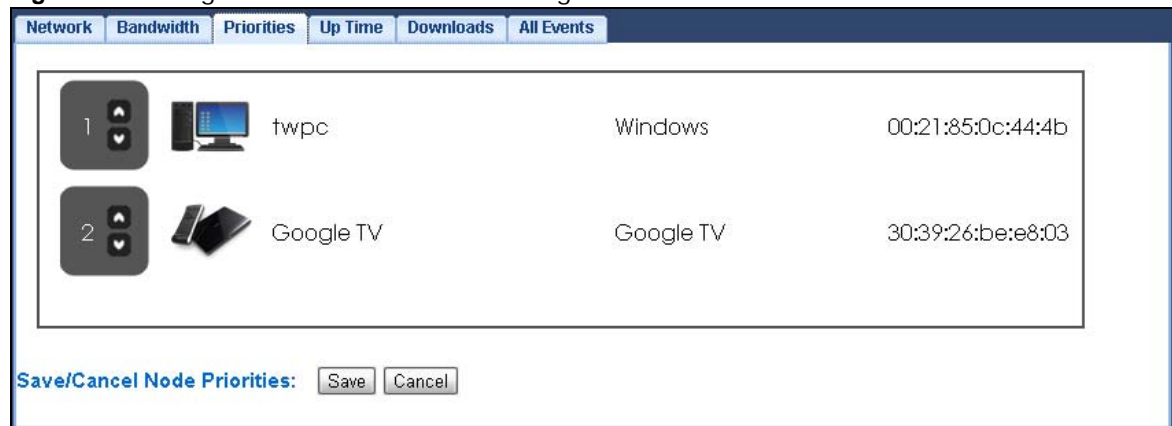 Network Bandwidth Priorities Up Time Downloads All Events
1 twpc Windows 00:21:85:0c:44:4b
2 Google TV Google TV 30:39:26:be:e8:03
Save/Cancel Node Priorities: Save Cancel